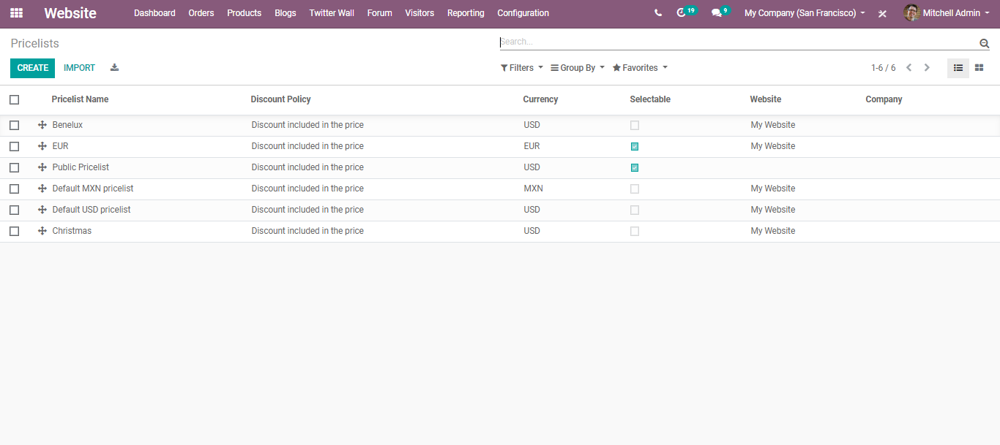 Website Dashboard Orders Products Blogs Twitter Wall Forum Visitors Reporting Configuration 19 9 My Company (San Francisco) Mitchell Admin
Pricelists Search...
CREATE IMPORT Filters Group By Favorites 1-6 / 6
Pricelist Name Discount Policy Currency Selectable Website Company
Benelux Discount included in the price USD My Website
EUR Discount included in the price EUR My Website
Public Pricelist Discount included in the price USD
Default MXN pricelist Discount included in the price MXN My Website
Default USD pricelist Discount included in the price USD My Website
Christmas Discount included in the price USD My Website